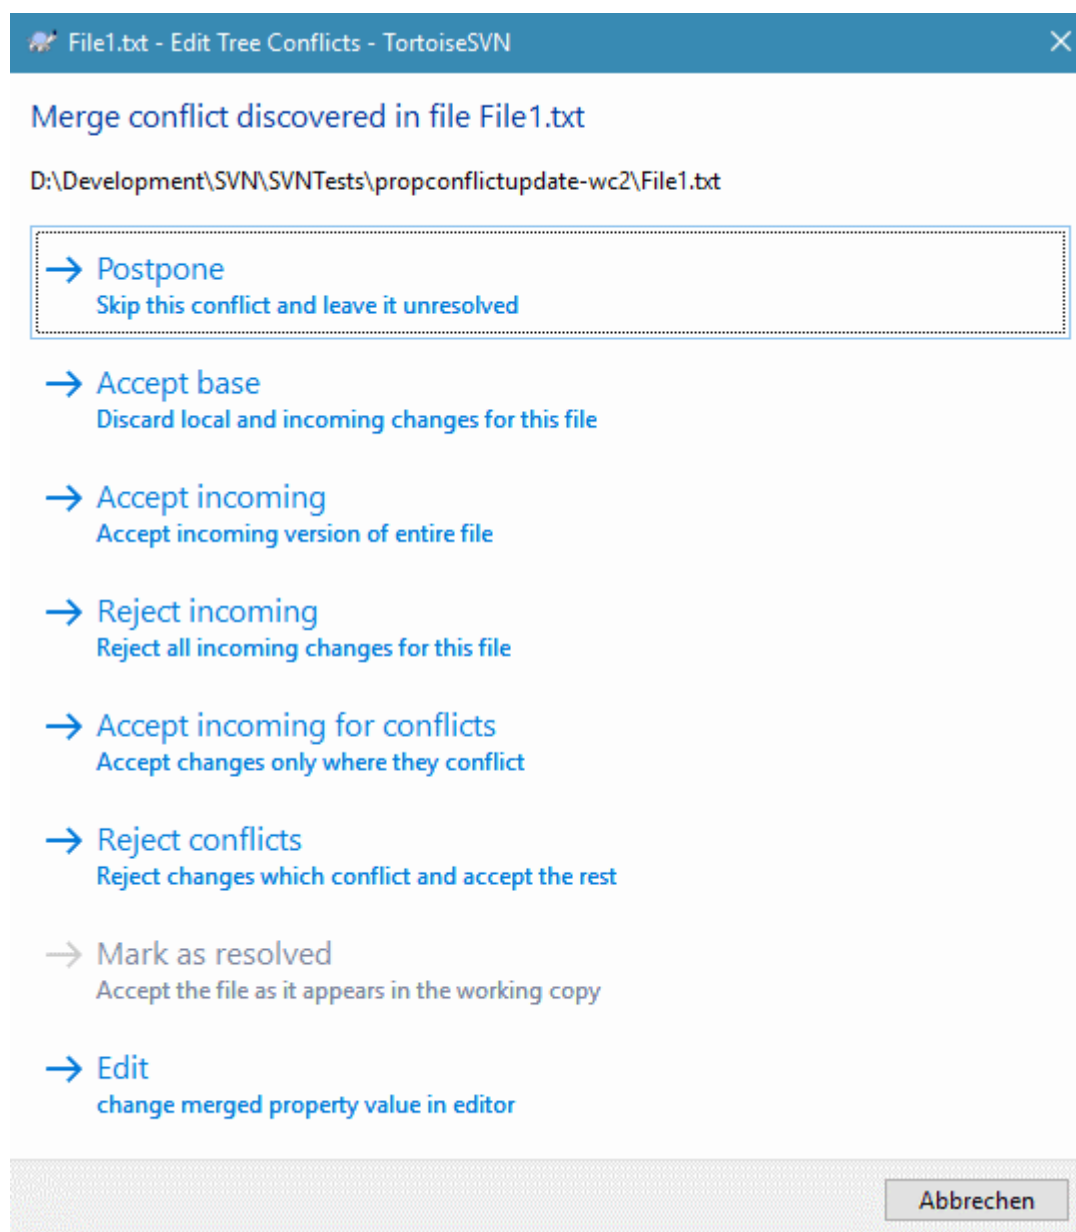 File1.txt - Edit Tree Conflicts - TortoiseSVN
Merge conflict discovered in file File1.txt
D:\Development\SVN\SVNTests\propconflictupdate-wc2\File1.txt
Postpone
Skip this conflict and leave it unresolved
Accept base
Discard local and incoming changes for this file
Accept incoming
Accept incoming version of entire file
Reject incoming
Reject all incoming changes for this file
Accept incoming for conflicts
Accept changes only where they conflict
Reject conflicts
Reject changes which conflict and accept the rest
Mark as resolved
Accept the file as it appears in the working copy
Edit
change merged property value in editor
Abbrechen